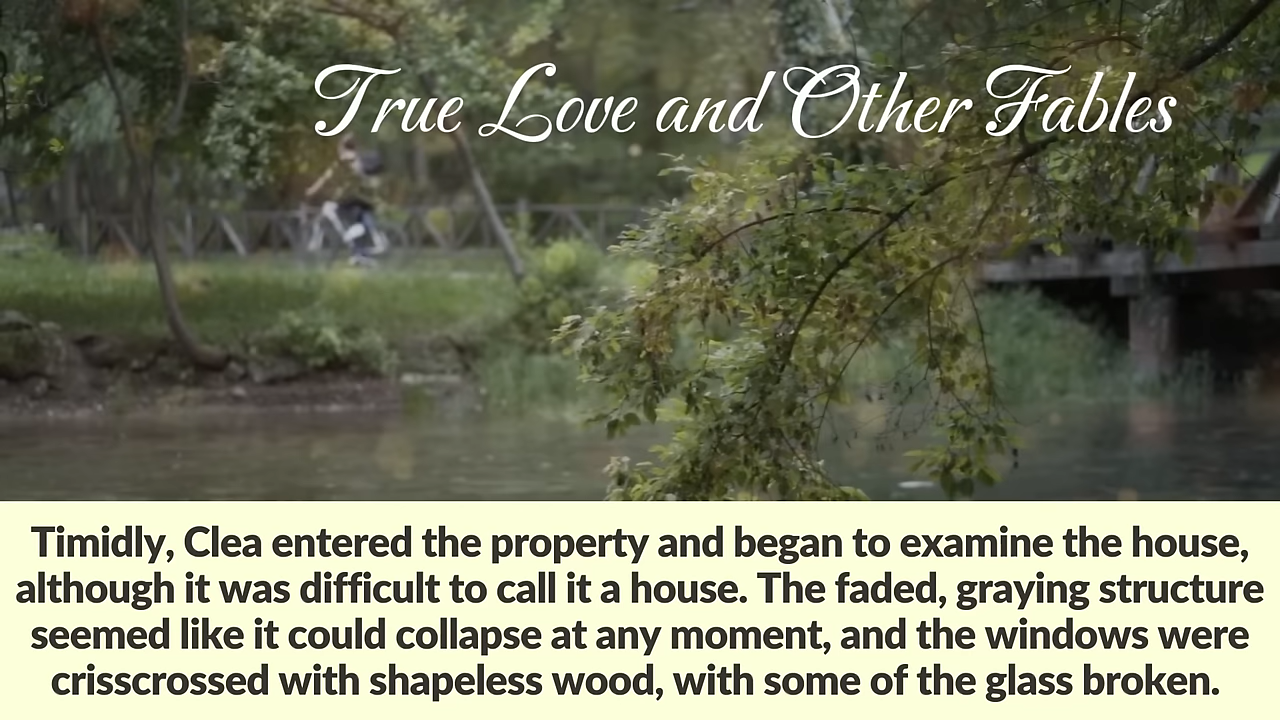 True Love and Other Fables
Timidly, Clea entered the property and began to examine the house,
although it was difficult to call it a house. The faded, graying structure
seemed like it could collapse at any moment, and the windows were
crisscrossed with shapeless wood, with some of the glass broken.